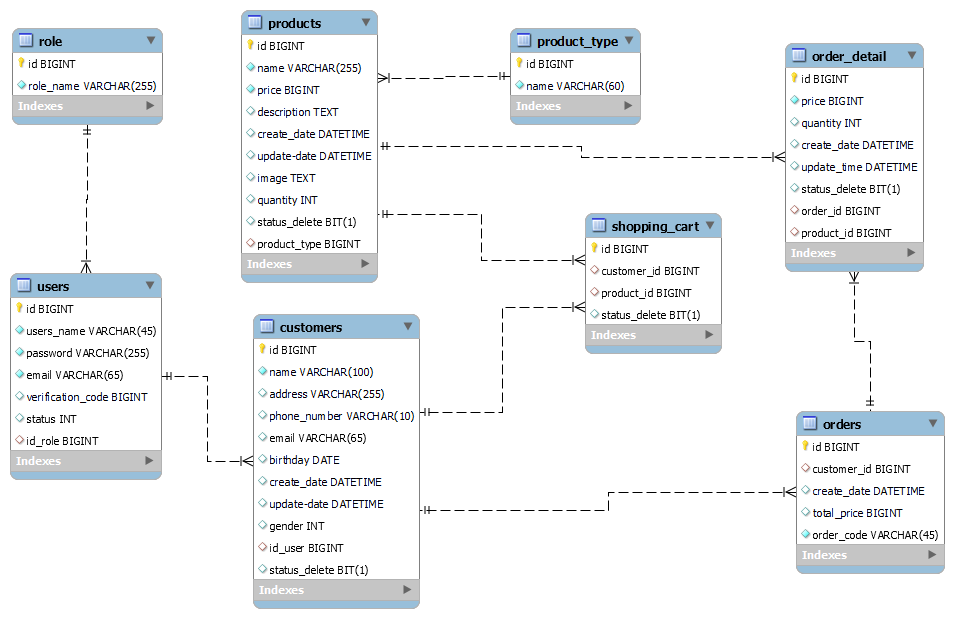 role
id BIGINT
role_name VARCHAR(255)
Indexes
products
id BIGINT
name VARCHAR(255)
price BIGINT
description TEXT
create_date DATETIME
update-date DATETIME
image TEXT
quantity INT
status_delete BIT(1)
product_type BIGINT
Indexes
product_type
id BIGINT
name VARCHAR(60)
Indexes
order_detail
id BIGINT
price BIGINT
quantity INT
create_date DATETIME
update_time DATETIME
status_delete BIT(1)
order_id BIGINT
product_id BIGINT
Indexes
shopping_cart
id BIGINT
customer_id BIGINT
product_id BIGINT
status_delete BIT(1)
Indexes
users
id BIGINT
users_name VARCHAR(45)
password VARCHAR(255)
email VARCHAR(65)
verification_code BIGINT
status INT
id_role BIGINT
Indexes
customers
id BIGINT
name VARCHAR(100)
address VARCHAR(255)
phone_number VARCHAR(10)
email VARCHAR(65)
birthday DATE
create_date DATETIME
update-date DATETIME
gender INT
id_user BIGINT
status_delete BIT(1)
Indexes
orders
id BIGINT
customer_id BIGINT
create_date DATETIME
total_price BIGINT
order_code VARCHAR(45)
Indexes